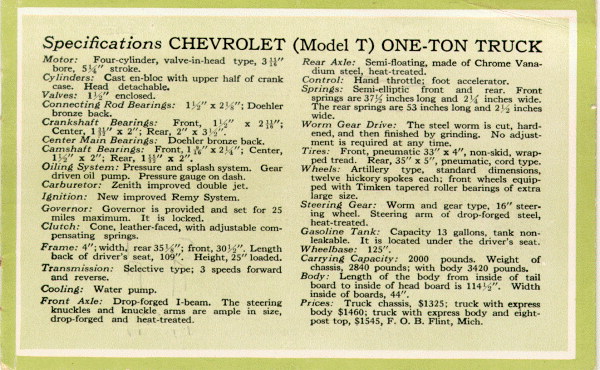 Specifications CHEVROLET (Model T) ONE-TON TRUCK
Motor: Four-cylinder, valve-in-head type, 3 11/16"
bore, 5¼" stroke.
Cylinders: Cast en-bloc with upper half of crank
case. Head detachable.
Valves: 1½" enclosed.
Connecting Rod Bearings: 1½" x 2⅛"; Doehler
bronze back.
Crankshaft Bearings: Front, 1½" x
Center, x 2"; Rear, 2" x 3½".
Center Main Bearings: Doehler bronze back.
Camshaft Bearings: Front, x 2¼"; Center,
1½" x 2"; Rear, x 2".
Oiling System: Pressure and splash system. Gear
driven oil pump. Pressure gauge on dash.
Carburetor: Zenith improved double jet.
Ignition: New improved Remy System.
Governor: Governor is provided and set for 25
miles maximum. It is locked.
Clutch: Cone, leather-faced, with adjustable com-
pensating springs.
Frame: 4"; width, rear 35⅛"; front, 30½". Length
back of driver's seat, 109". Height, 25" loaded.
Transmission: Selective type; 3 speeds forward
and reverse.
Cooling: Water pump.
Front Axle: Drop-forged I-beam. The steering
knuckles and knuckle arms are ample in size,
drop-forged and heat-treated.
Rear Axle: Semi-floating, made of Chrome Vana-
dium steel, heat-treated.
Control: Hand throttle; foot accelerator.
Springs: Semi-elliptic front and rear. Front
springs are 37½ inches long and 2¼ inches wide.
The rear springs are 53 inches long and 2½ inches
wide.
Worm Gear Drive: The steel worm is cut, hard-
ened, and then finished by grinding. No adjust-
ment is required at any time.
Tires: Front, pneumatic 33" x 4", non-skid, wrap-
ped tread. Rear, 35" x 5", pneumatic, cord type.
Wheels: Artillery type, standard dimensions,
twelve hickory spokes each; front wheels equip-
ped with Timken tapered roller bearings of extra
large size.
Steering Gear: Worm and gear type, 16" steer-
ing wheel. Steering arm of drop-forged steel,
heat-treated.
Gasoline Tank: Capacity 13 gallons, tank non-
leakable. It is located under the driver's seat.
Wheelbase: 125".
Carrying Capacity: 2000 pounds. Weight of
chassis, 2840 pounds; with body 3420 pounds.
Body: Length of the body from inside of tail
board to inside of head board is 114½". Width
inside of boards, 44".
Prices: Truck chassis, $1325; truck with express
body $1460; truck with express body and eight-
post top, $1545, F. O. B. Flint, Mich.